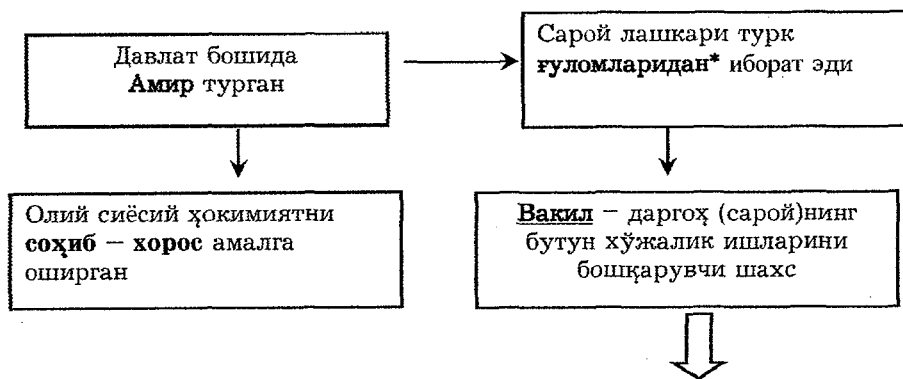 Давлат бошида
Амир турган
Сарой лашкари турк
ғуломларидан* иборат эди
Олий сиёсий ҳокимиятни
соҳиб – хорос амалга
оширган
Вакил – даргоҳ (сарой)нинг
бутун хўжалик ишларини
бошқарувчи шахс